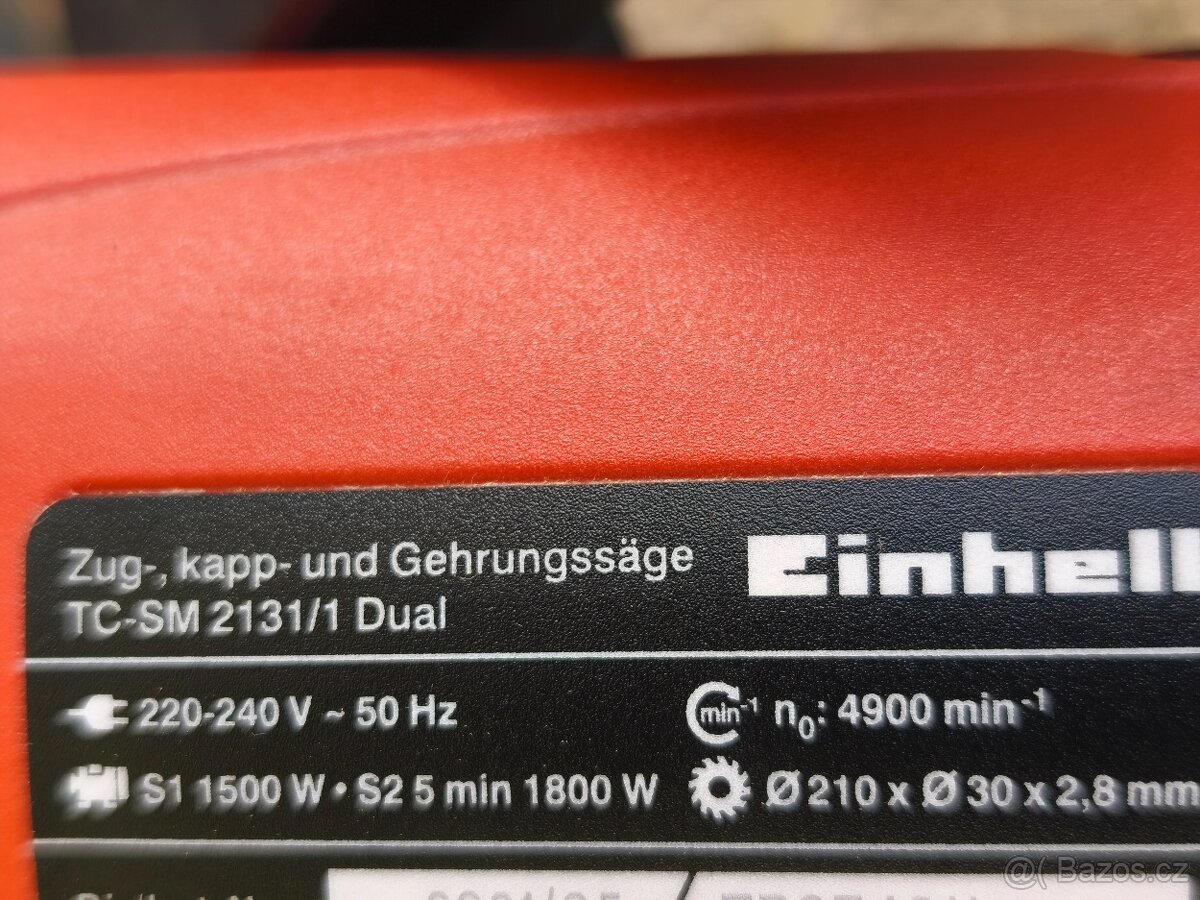 Zug-, kapp- und Gehrungssäge
TC-SM 2131/1 Dual
Einhell
220-240 V ~ 50 Hz
min⁻¹ n₀: 4900 min⁻¹
S1 1500 W • S2 5 min 1800 W
Ø 210 x Ø 30 x 2,8 mm
@( Bazos.cz